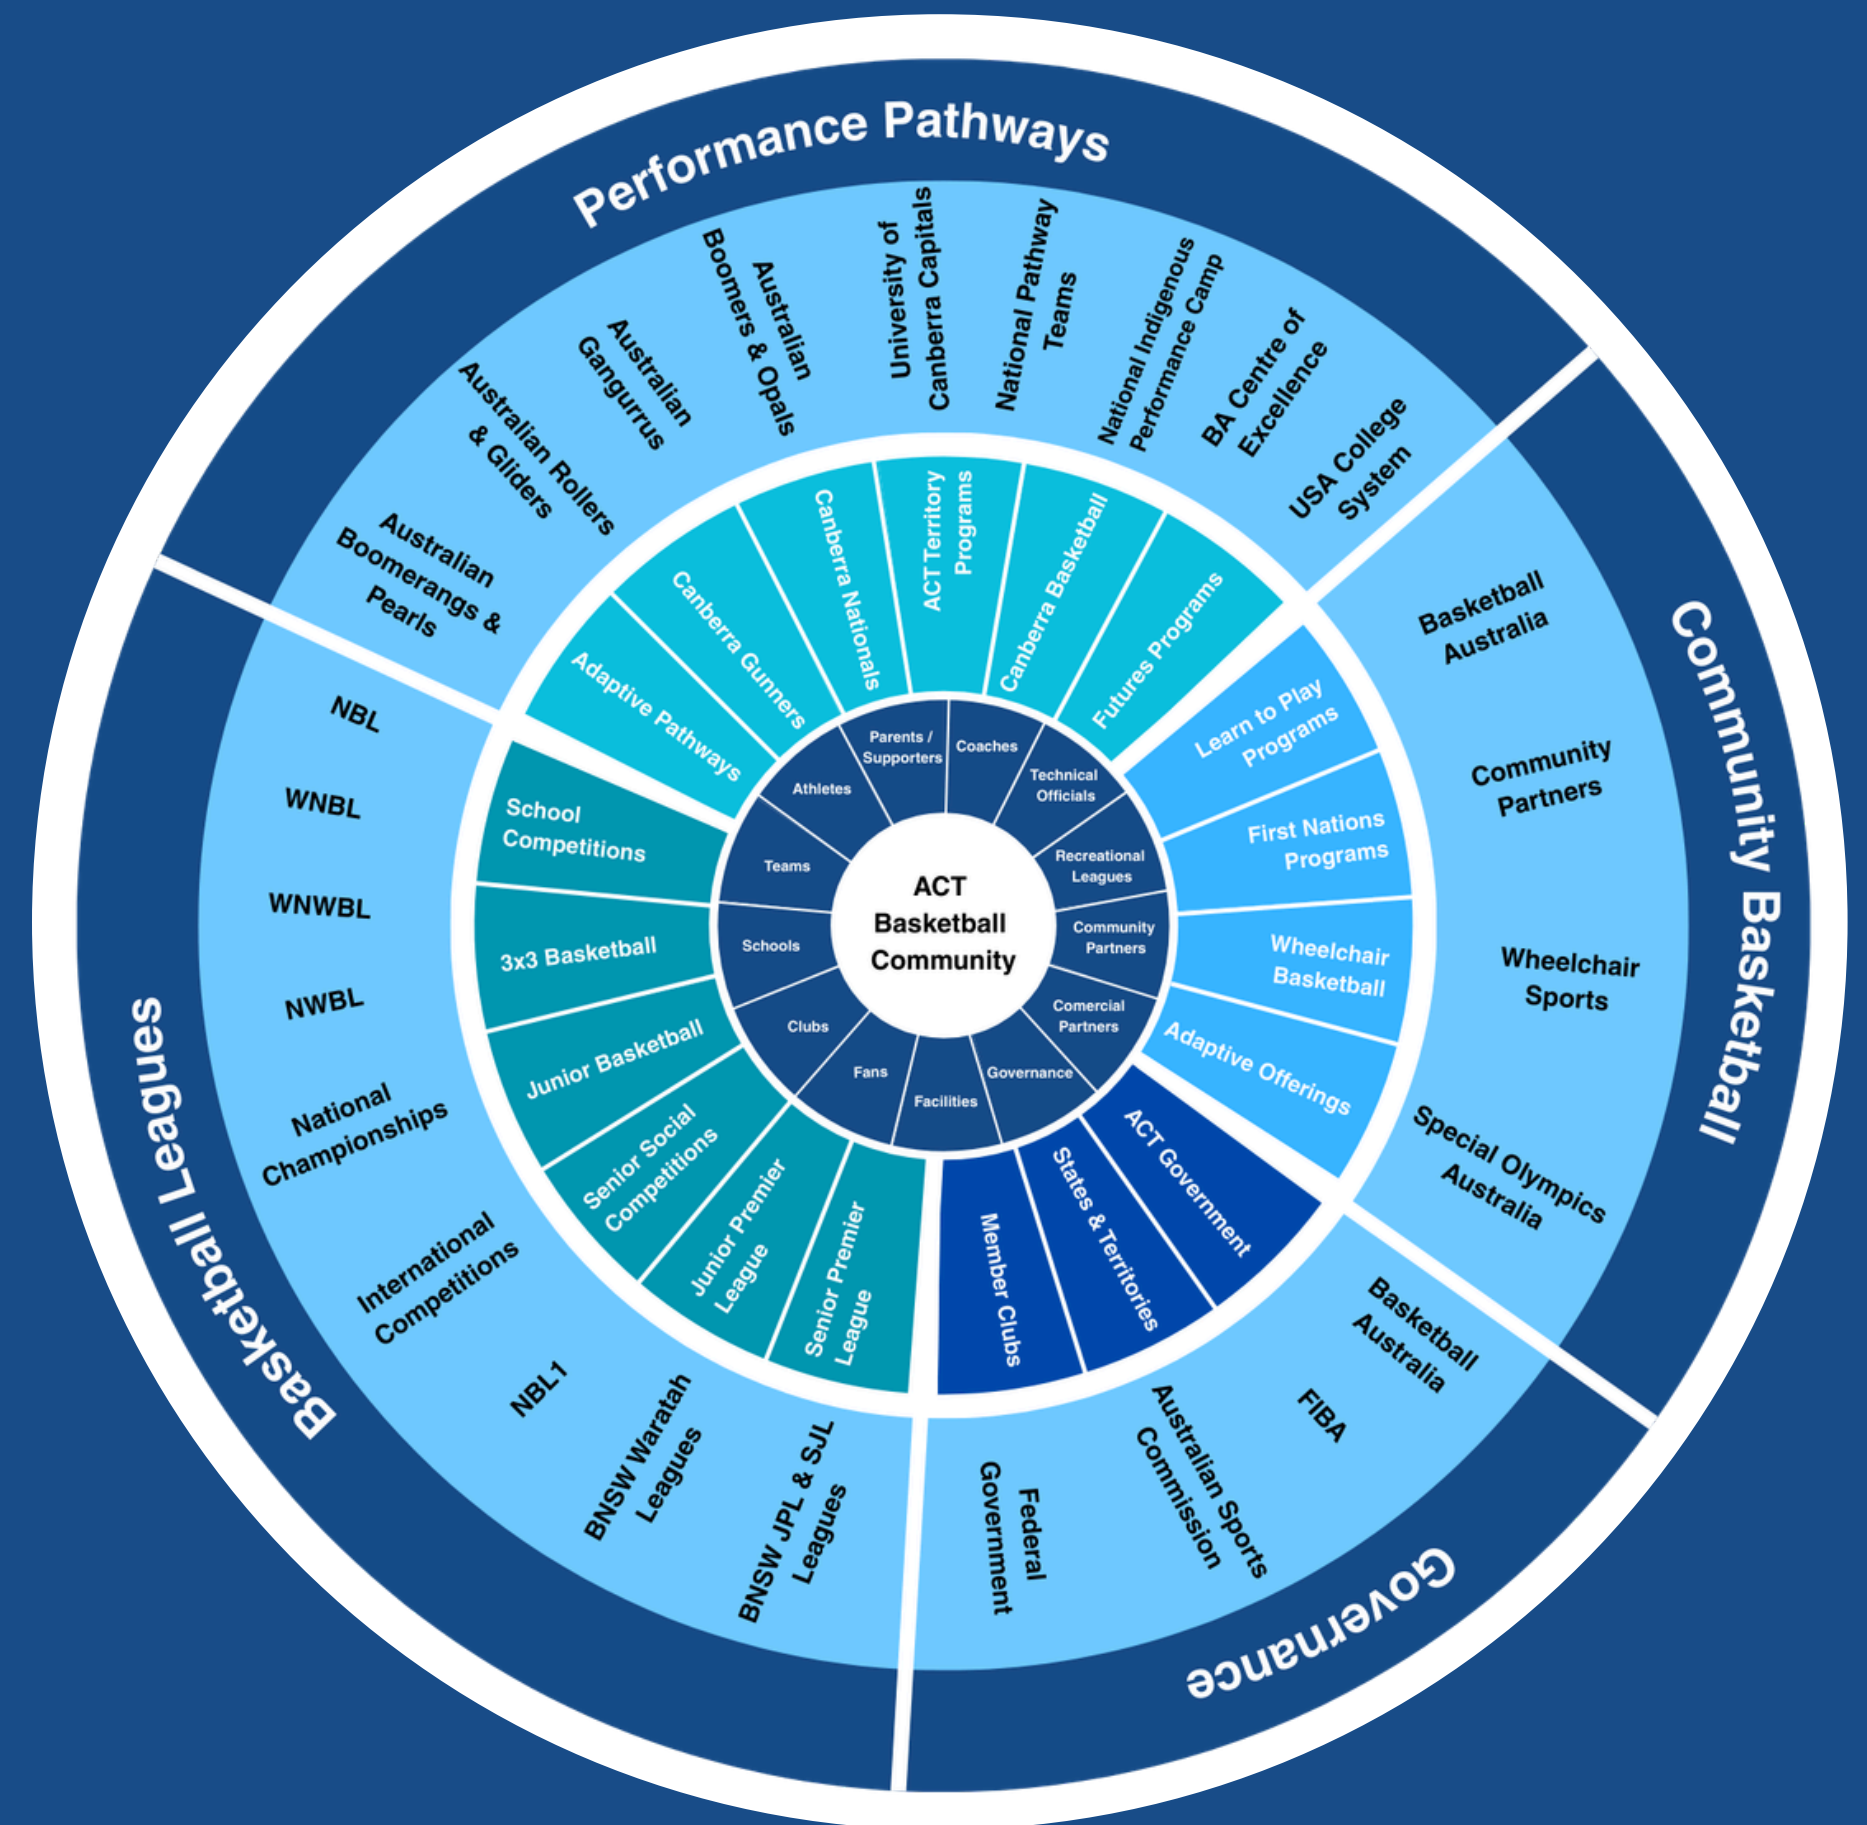 Performance Pathways
Australian
Boomerangs &
Pearls
Australian Rollers
& Gliders
Australian
Gangurrus
Australian
Boomers & Opals
University of
Canberra Capitals
National Pathway
Teams
National Indigenous
Performance Camp
BA Centre of
Excellence
USA College
System
Adaptive Pathways
Canberra Gunners
Canberra Nationals
ACT Territory
Programs
Canberra Basketball
Futures Programs
Community Basketball
Basketball
Australia
Community
Partners
Wheelchair
Sports
Special Olympics
Australia
Learn to Play
Programs
First Nations
Programs
Wheelchair
Basketball
Adaptive Offerings
Governance
Basketball
Australia
FIBA
Australian Sports
Commission
Federal
Government
ACT Government
States & Territories
Member Clubs
Basketball Leagues
NBL
WNBL
WNWBL
NWBL
National
Championships
International
Competitions
NBL1
BNSW Waratah
Leagues
BNSW JPL & SJL
Leagues
School
Competitions
3x3 Basketball
Junior Basketball
Senior Social
Competitions
Junior Premier
League
Senior Premier
League
Parents /
Supporters
Coaches
Technical
Officials
Recreational
Leagues
Community
Partners
Comercial
Partners
Governance
Facilities
Fans
Clubs
Schools
Teams
Athletes
ACT
Basketball
Community